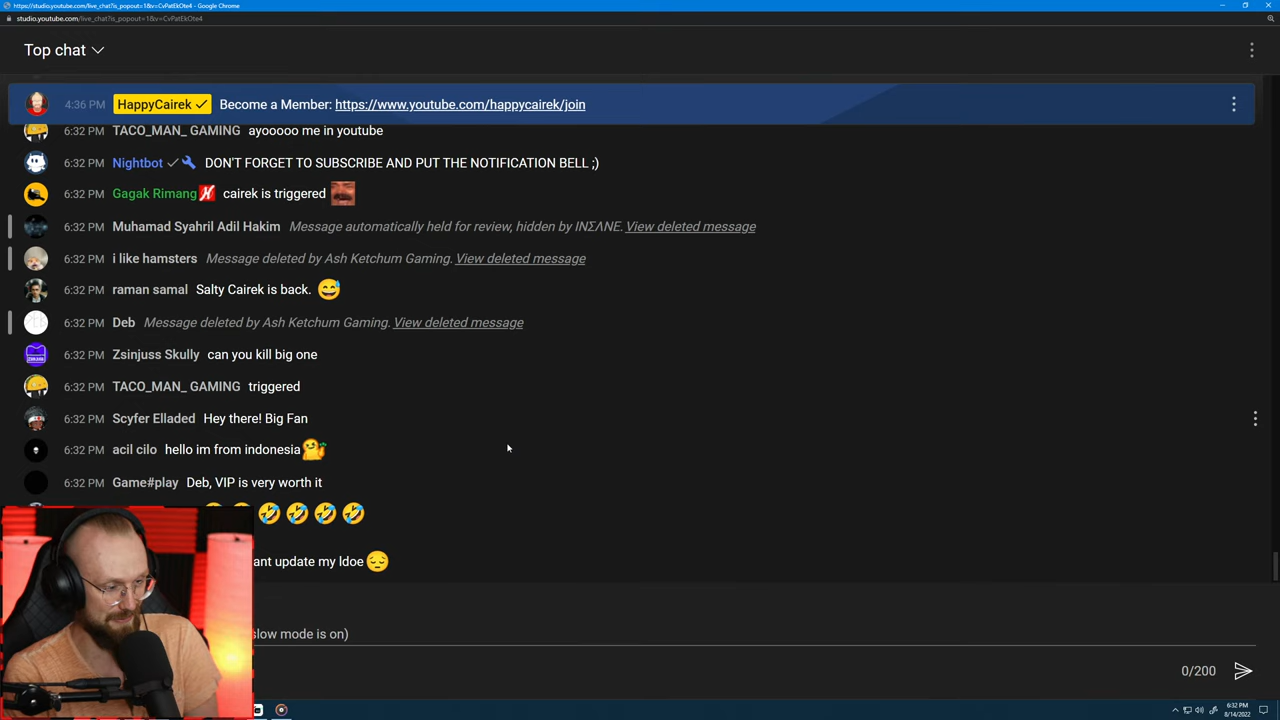 https://studio.youtube.com/live_chat?is_popout=1&v=CvPatEkOte4 - Google Chrome
studio.youtube.com/live_chat?is_popout=1&v=CvPatEkOte4
Top chat
4:36 PM HappyCairek Become a Member: https://www.youtube.com/happycairek/join
TACO_MAN_ GAMING ayooooo me in youtube
6:32 PM Nightbot DON'T FORGET TO SUBSCRIBE AND PUT THE NOTIFICATION BELL ;)
6:32 PM Gagak Rimang H cairek is triggered
6:32 PM Muhamad Syahril Adil Hakim Message automatically held for review, hidden by INΣΛNE. View deleted message
6:32 PM i like hamsters Message deleted by Ash Ketchum Gaming. View deleted message
6:32 PM raman samal Salty Cairek is back. 😅
6:32 PM Deb Message deleted by Ash Ketchum Gaming. View deleted message
6:32 PM Zsinjuss Skully can you kill big one
6:32 PM TACO_MAN_ GAMING triggered
6:32 PM Scyfer Elladed Hey there! Big Fan
6:32 PM acil cilo hello im from indonesia
6:32 PM Game#play Deb, VIP is very worth it
🤣🤣🤣🤣
ant update my ldoe 😔
slow mode is on)
0/200
6:32 PM
8/14/2022